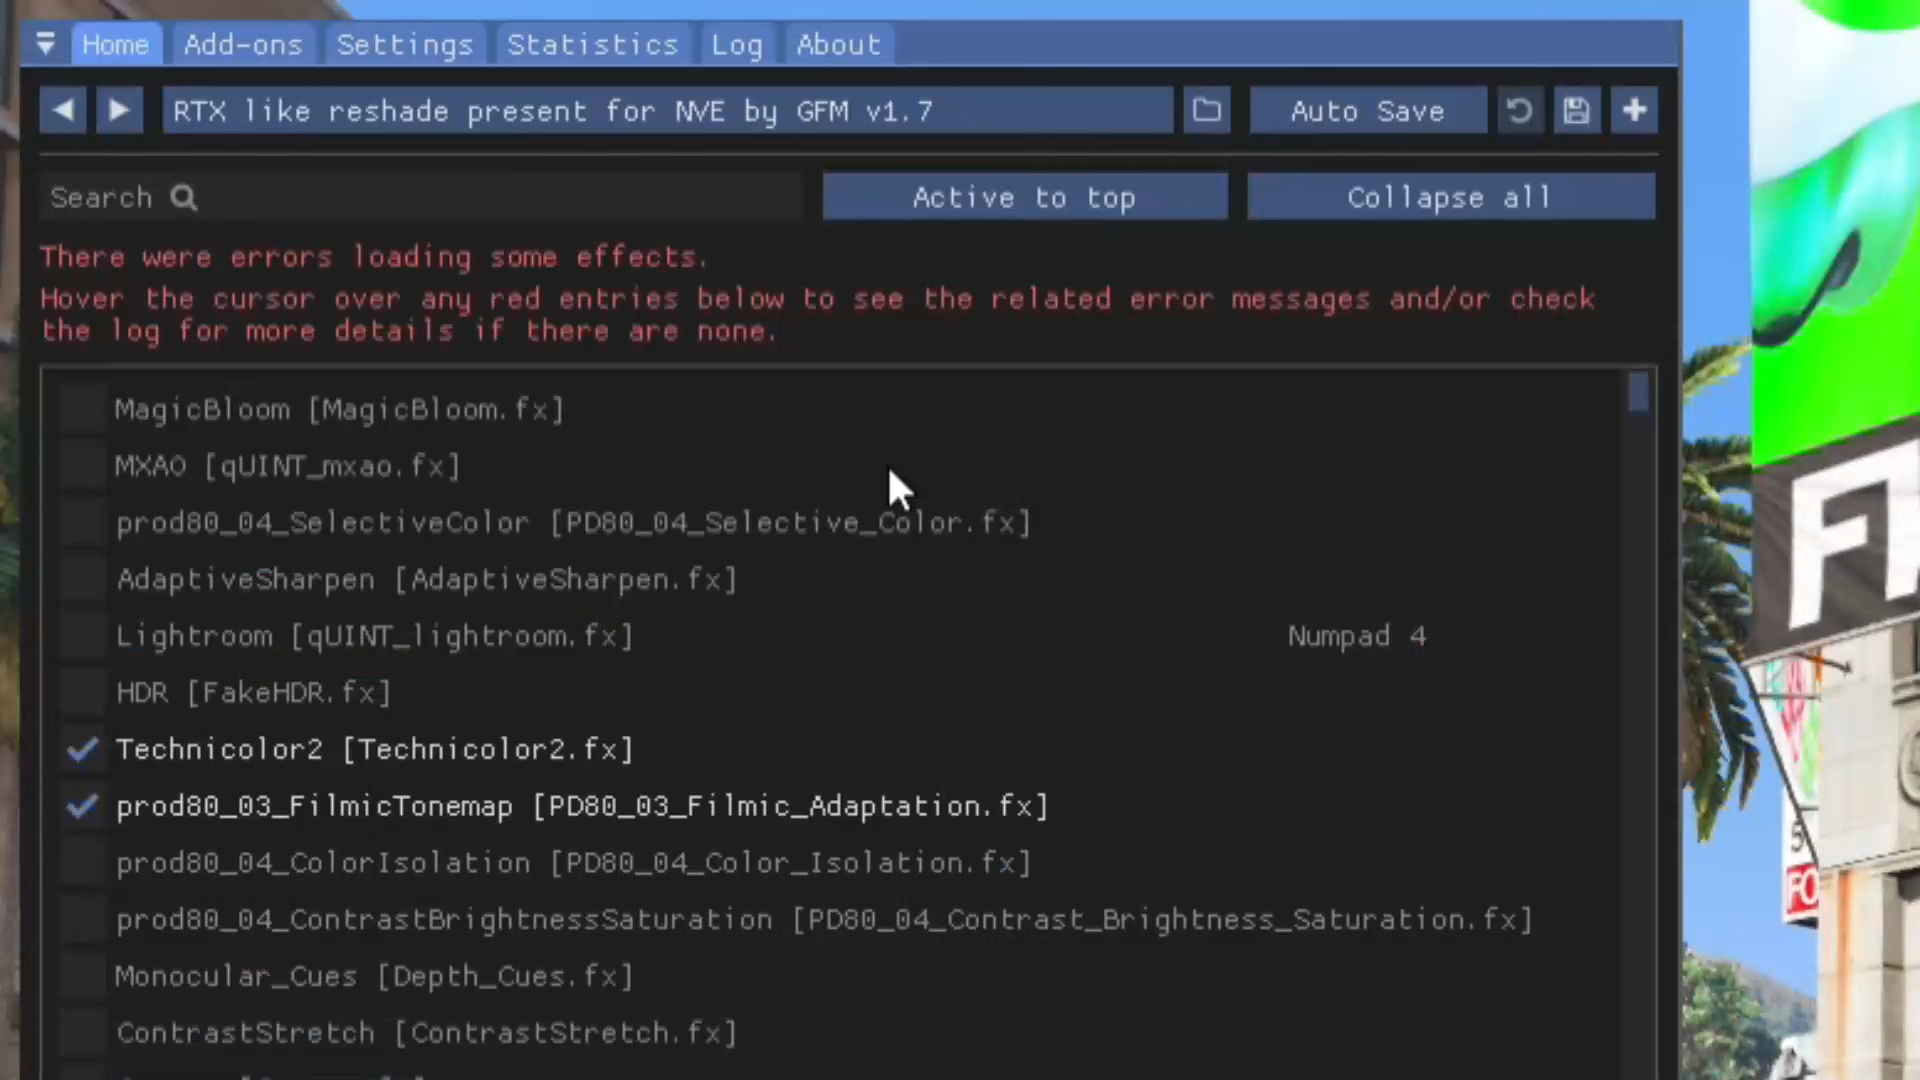 Home Add-ons Settings Statistics Log About
RTX like reshade present for NVE by GFM v1.7 Auto Save
Search Active to top Collapse all
There were errors loading some effects.
Hover the cursor over any red entries below to see the related error messages and/or check
the log for more details if there are none.
MagicBloom [MagicBloom.fx]
MXAO [qUINT_mxao.fx]
prod80_04_SelectiveColor [PD80_04_Selective_Color.fx]
AdaptiveSharpen [AdaptiveSharpen.fx]
Lightroom [qUINT_lightroom.fx] Numpad 4
HDR [FakeHDR.fx]
Technicolor2 [Technicolor2.fx]
prod80_03_FilmicTonemap [PD80_03_Filmic_Adaptation.fx]
prod80_04_ColorIsolation [PD80_04_Color_Isolation.fx]
prod80_04_ContrastBrightnessSaturation [PD80_04_Contrast_Brightness_Saturation.fx]
Monocular_Cues [Depth_Cues.fx]
ContrastStretch [ContrastStretch.fx]